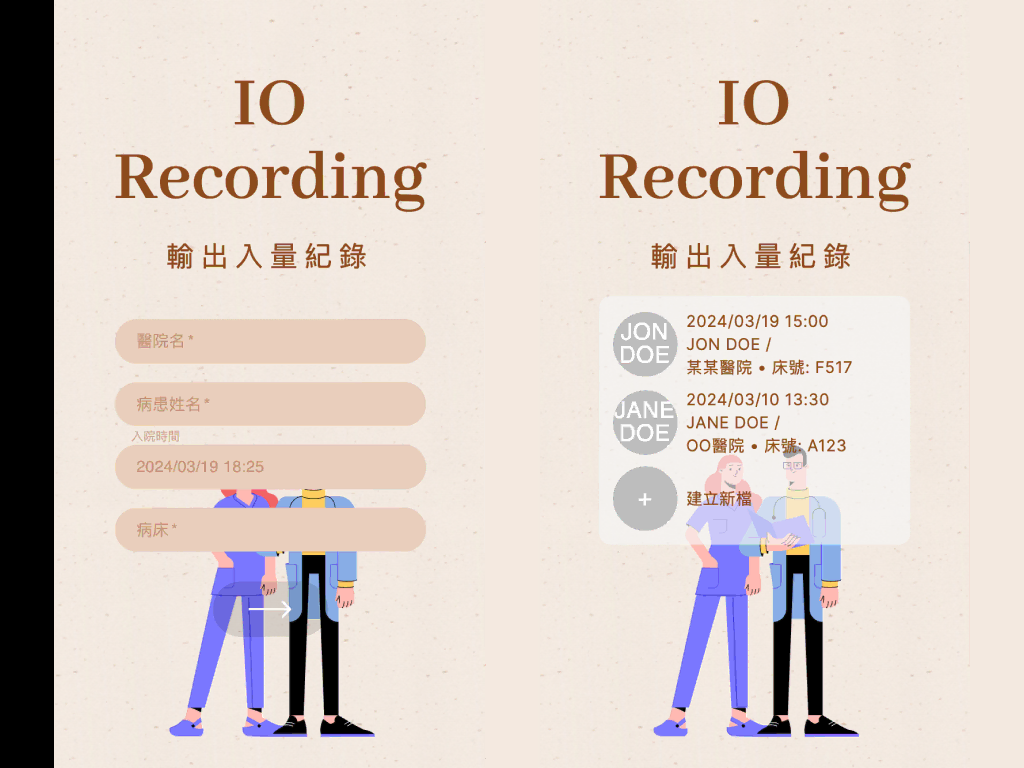 IO
Recording
輸出入量紀錄
醫院名*
病患姓名*
入院時間
2024/03/19 18:25
病床*
IO
Recording
輸出入量紀錄
JON
DOE
2024/03/19 15:00
JON DOE /
某某醫院 • 床號: F517
JANE
DOE
2024/03/10 13:30
JANE DOE /
OO醫院 • 床號: A123
+
建立新檔